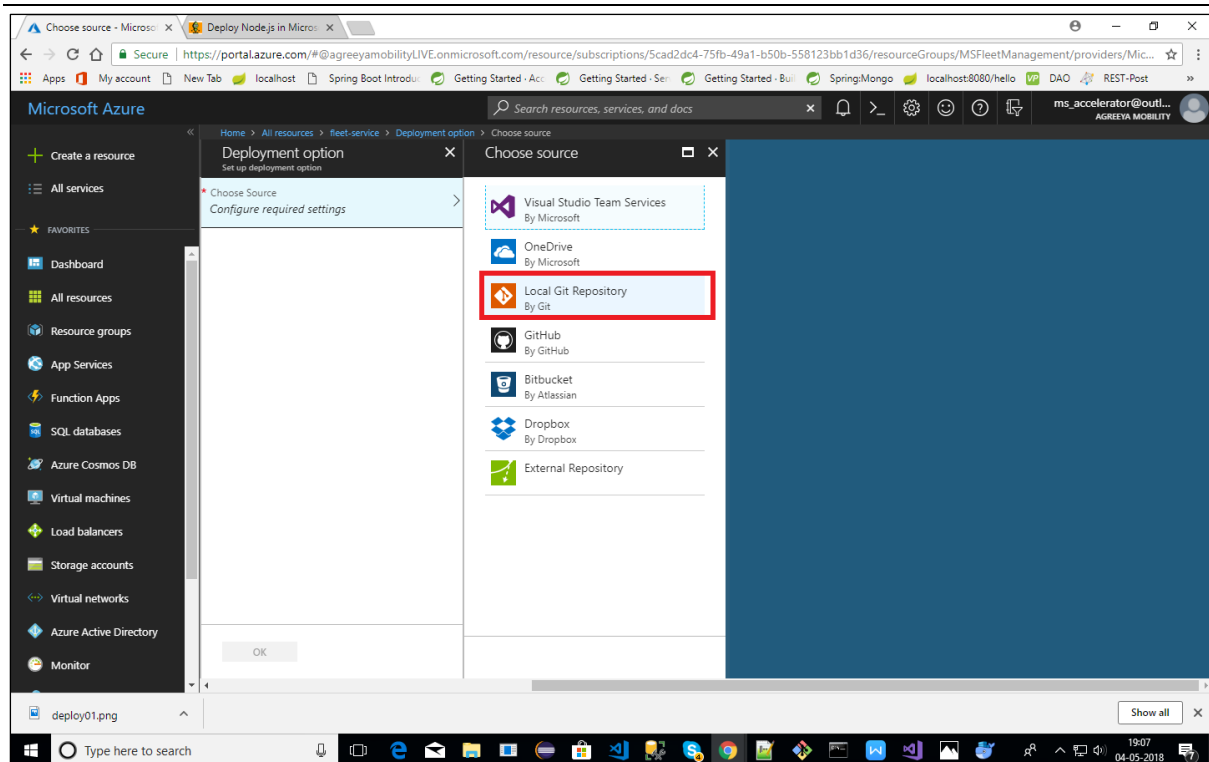 Choose source - Microso
Deploy Node.js in Micros
Secure | https://portal.azure.com/#@agreeyamobilityLIVE.onmicrosoft.com/resource/subscriptions/5cad2dc4-75fb-49a1-b50b-558123bb1d36/resourceGroups/MSFleetManagement/providers/Mic...
Apps My account New Tab localhost Spring Boot Introdu Getting Started · Acc Getting Started · Ser Getting Started · Bui Spring:Mongo localhost:8080/hello VP DAO REST-Post »
Microsoft Azure
Search resources, services, and docs
ms_accelerator@outl...
AGREEYA MOBILITY
Home > All resources > fleet-service > Deployment option > Choose source
Create a resource
All services
FAVORITES
Dashboard
All resources
Resource groups
App Services
Function Apps
SQL databases
Azure Cosmos DB
Virtual machines
Load balancers
Storage accounts
Virtual networks
Azure Active Directory
Monitor
Deployment option
Set up deployment option
* Choose Source
Configure required settings
OK
Choose source
Visual Studio Team Services
By Microsoft
OneDrive
By Microsoft
Local Git Repository
By Git
GitHub
By GitHub
Bitbucket
By Atlassian
Dropbox
By Dropbox
External Repository
deploy01.png
Show all
Type here to search
19:07
04-05-2018